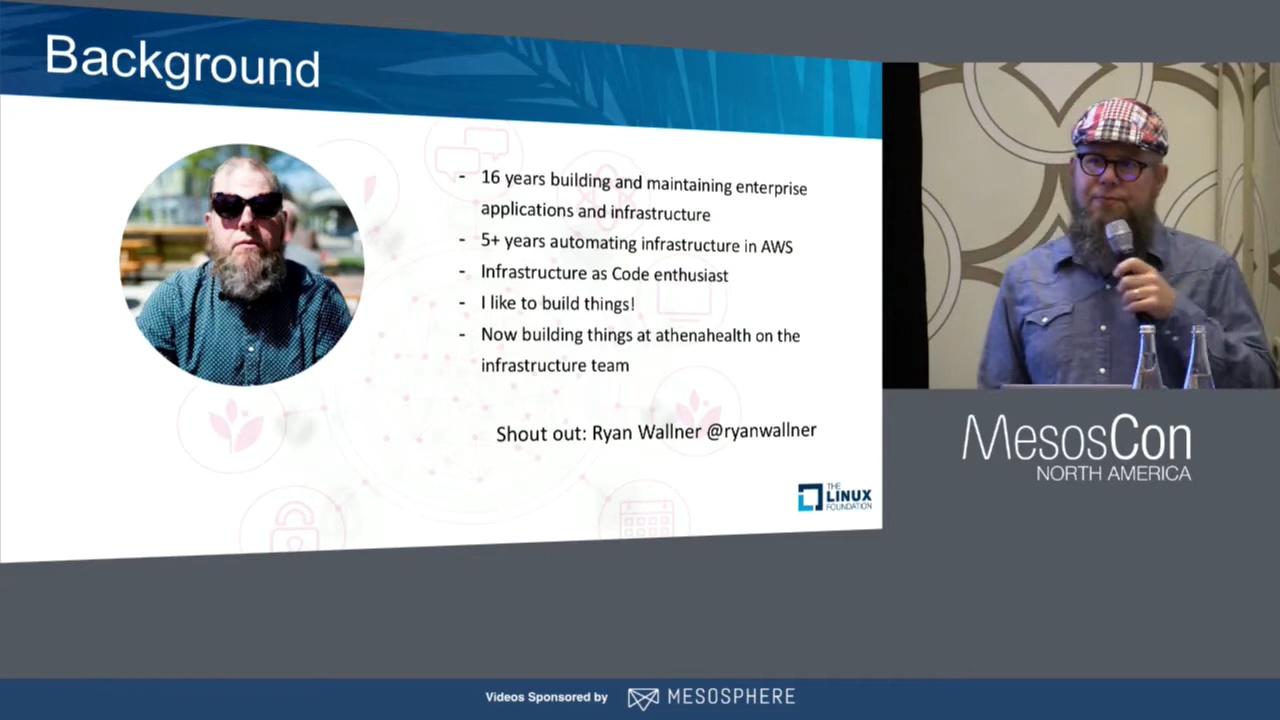 Background
- 16 years building and maintaining enterprise
applications and infrastructure
- 5+ years automating infrastructure in AWS
- Infrastructure as Code enthusiast
- I like to build things!
- Now building things at athenahealth on the
infrastructure team
Shout out: Ryan Wallner @ryanwallner
THE
LINUX
FOUNDATION
MesosCon
NORTH AMERICA
Videos Sponsored by MESOSPHERE